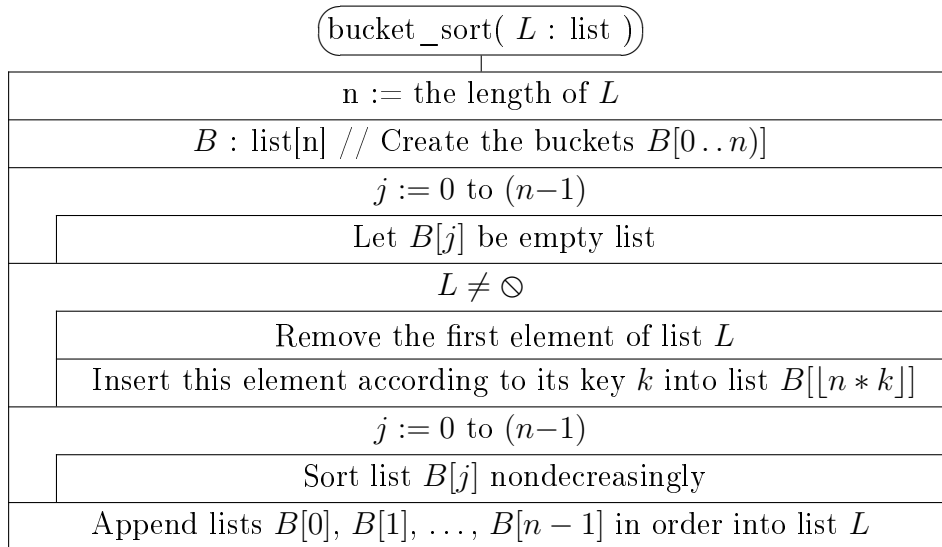 bucket_sort( L : list )
n := the length of L
B : list[n] // Create the buckets B[0‥n)]
j := 0 to (n−1)
Let B[j] be empty list
L ≠ ⦸
Remove the first element of list L
Insert this element according to its key k into list B[⌊n ∗ k⌋]
j := 0 to (n−1)
Sort list B[j] nondecreasingly
Append lists B[0], B[1], …, B[n − 1] in order into list L